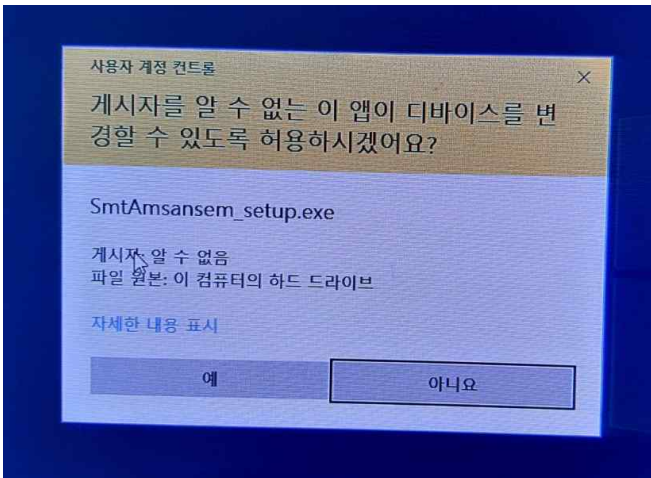 사용자 계정 컨트롤
게시자를 알 수 없는 이 앱이 디바이스를 변
경할 수 있도록 허용하시겠어요?
SmtAmsansem_setup.exe
게시자: 알 수 없음
파일 원본: 이 컴퓨터의 하드 드라이브
자세한 내용 표시
예
아니요